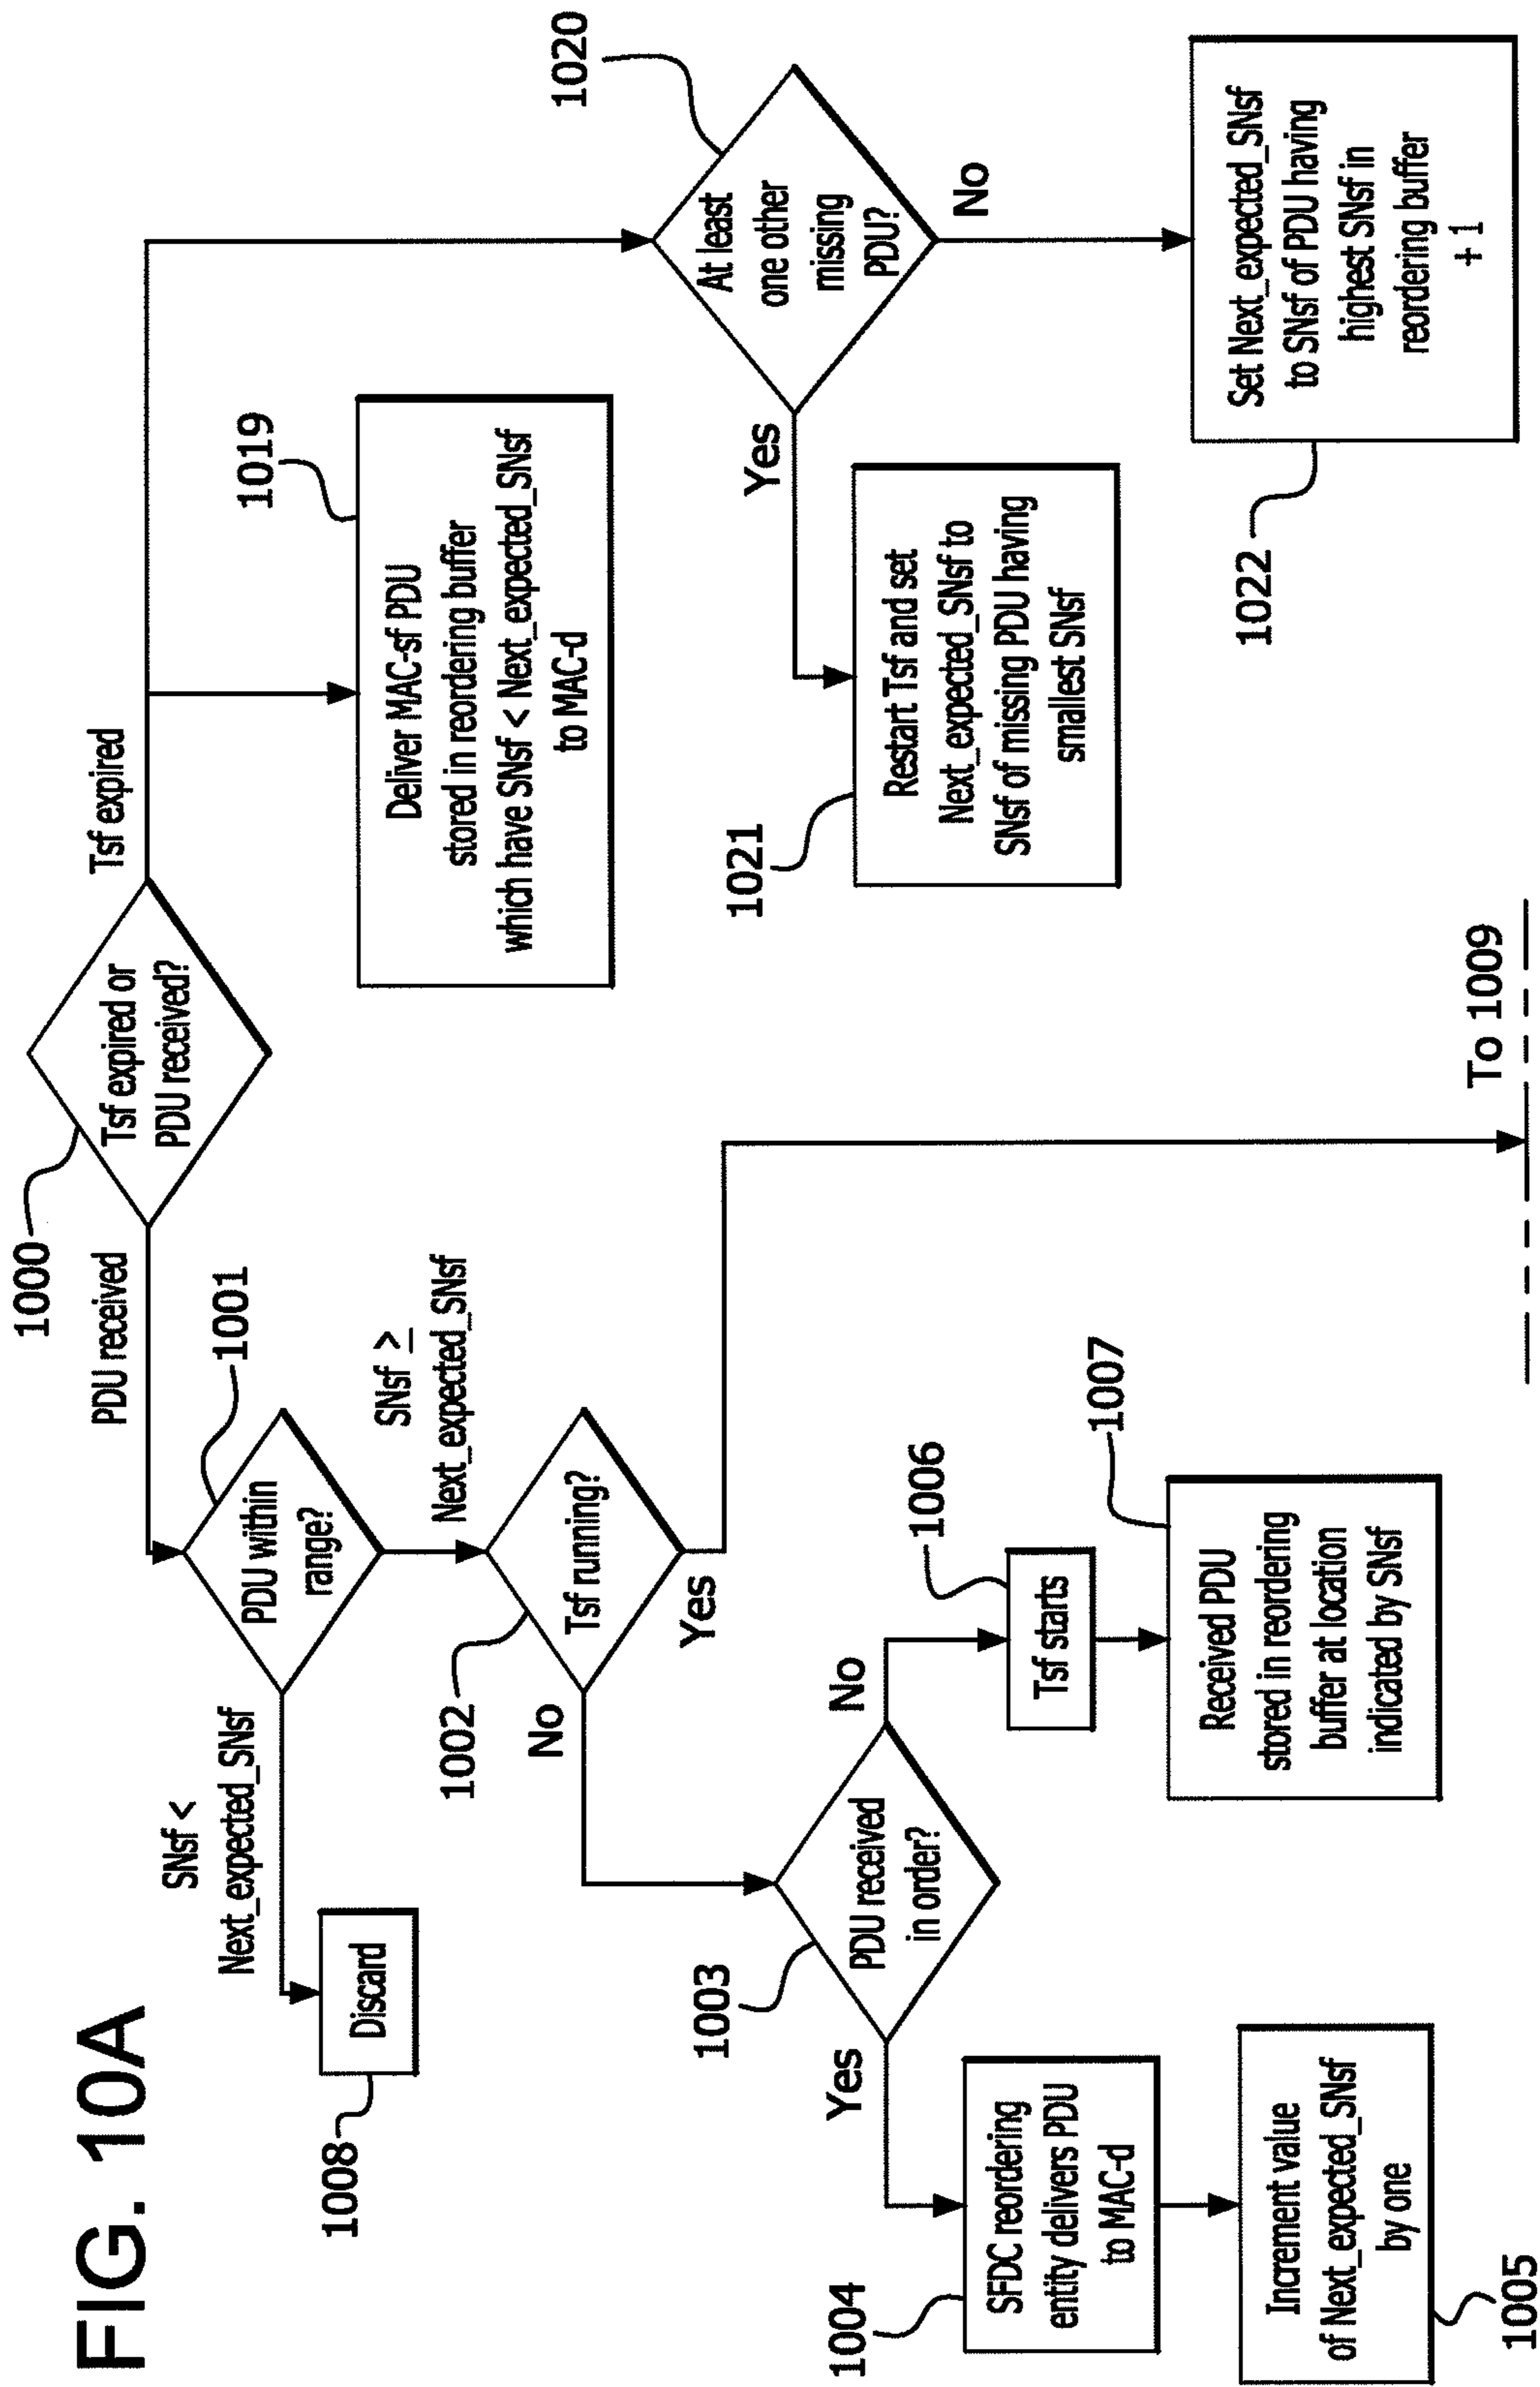 FIG. 10A
1000
Tsf expired or
PDU received?
PDU received
Tsf expired
1001
PDU within
range?
SNsf <
Next_expected_SNsf
1008
Discard
SNsf ≥
Next_expected_SNsf
1002
Tsf running?
No
Yes
1003
PDU received
in order?
Yes
No
1004
SFDC reordering
entity delivers PDU
to MAC-d
1005
Increment value
of Next_expected_SNsf
by one
1006
Tsf starts
1007
Received PDU
stored in reordering
buffer at location
indicated by SNsf
To 1009
1019
Deliver MAC-sf PDU
stored in reordering buffer
which have SNsf < Next_expected_SNsf
to MAC-d
1020
At least
one other
missing
PDU?
Yes
No
1021
Restart Tsf and set
Next_expected_SNsf to
SNsf of missing PDU having
smallest SNsf
1022
Set Next_expected_SNsf
to SNsf of PDU having
highest SNsf in
reordering buffer
+ 1